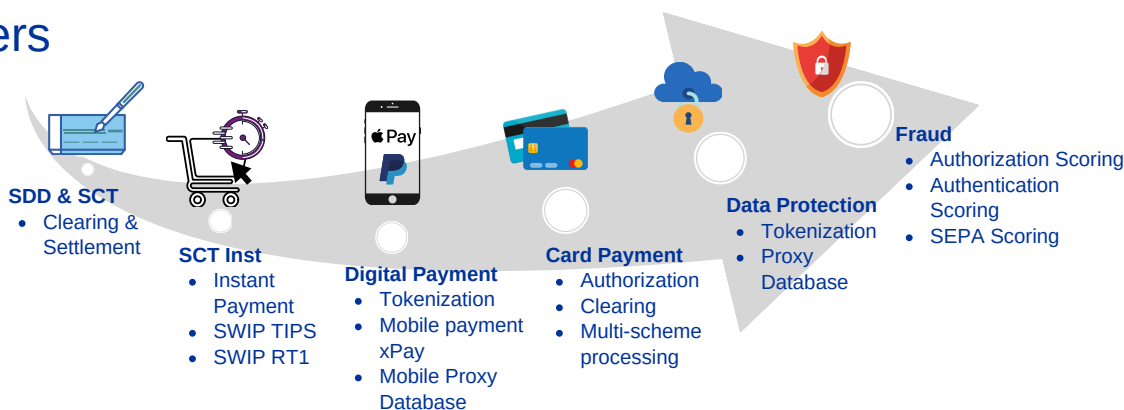 ers
Pay
SDD & SCT
• Clearing &
Settlement
SCT Inst
• Instant
Payment
• SWIP TIPS
• SWIP RT1
Digital Payment
• Tokenization
• Mobile payment
xPay
• Mobile Proxy
Database
Card Payment
• Authorization
• Clearing
• Multi-scheme
processing
Data Protection
• Tokenization
• Proxy
Database
Fraud
• Authorization Scoring
• Authentication
Scoring
• SEPA Scoring